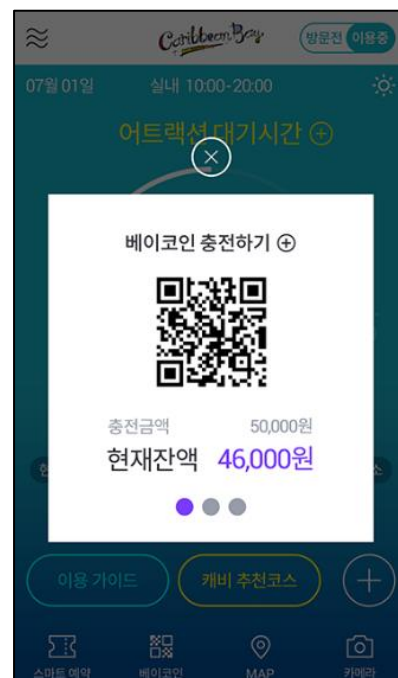 Caribbean Bay
방문전 이용중
07월 01일 실내 10:00-20:00
어트랙션 대기시간
베이코인 충전하기
충전금액 50,000원
현재잔액 46,000원
이용 가이드 캐비 추천코스
스마트 예약 베이코인 MAP 카메라